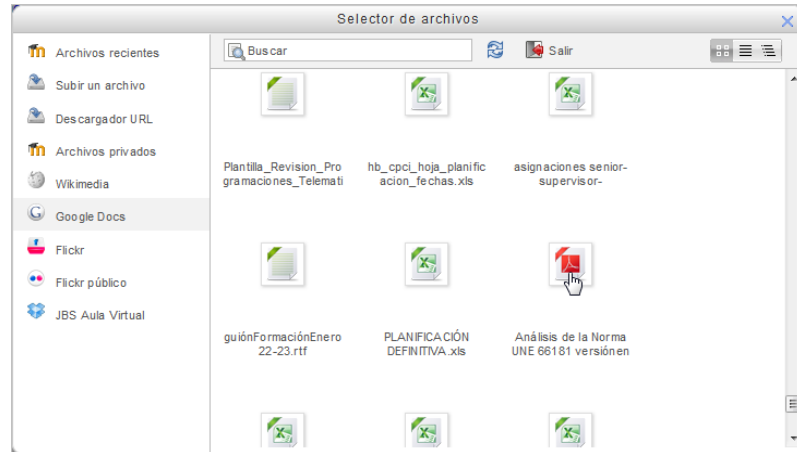 Selector de archivos
Archivos recientes
Subir un archivo
Descargador URL
Archivos privados
Wikimedia
Google Docs
Flickr
Flickr público
JBS Aula Virtual
Buscar
Salir
Plantilla_Revision_Pro
gramaciones_Telemati
hb_cpci_hoja_planific
acion_fechas.xls
asignaciones senior-
supervisor-
guiónFormaciónEnero
22-23.rtf
PLANIFICACIÓN
DEFINITIVA.xls
Análisis de la Norma
UNE 66181 versión en